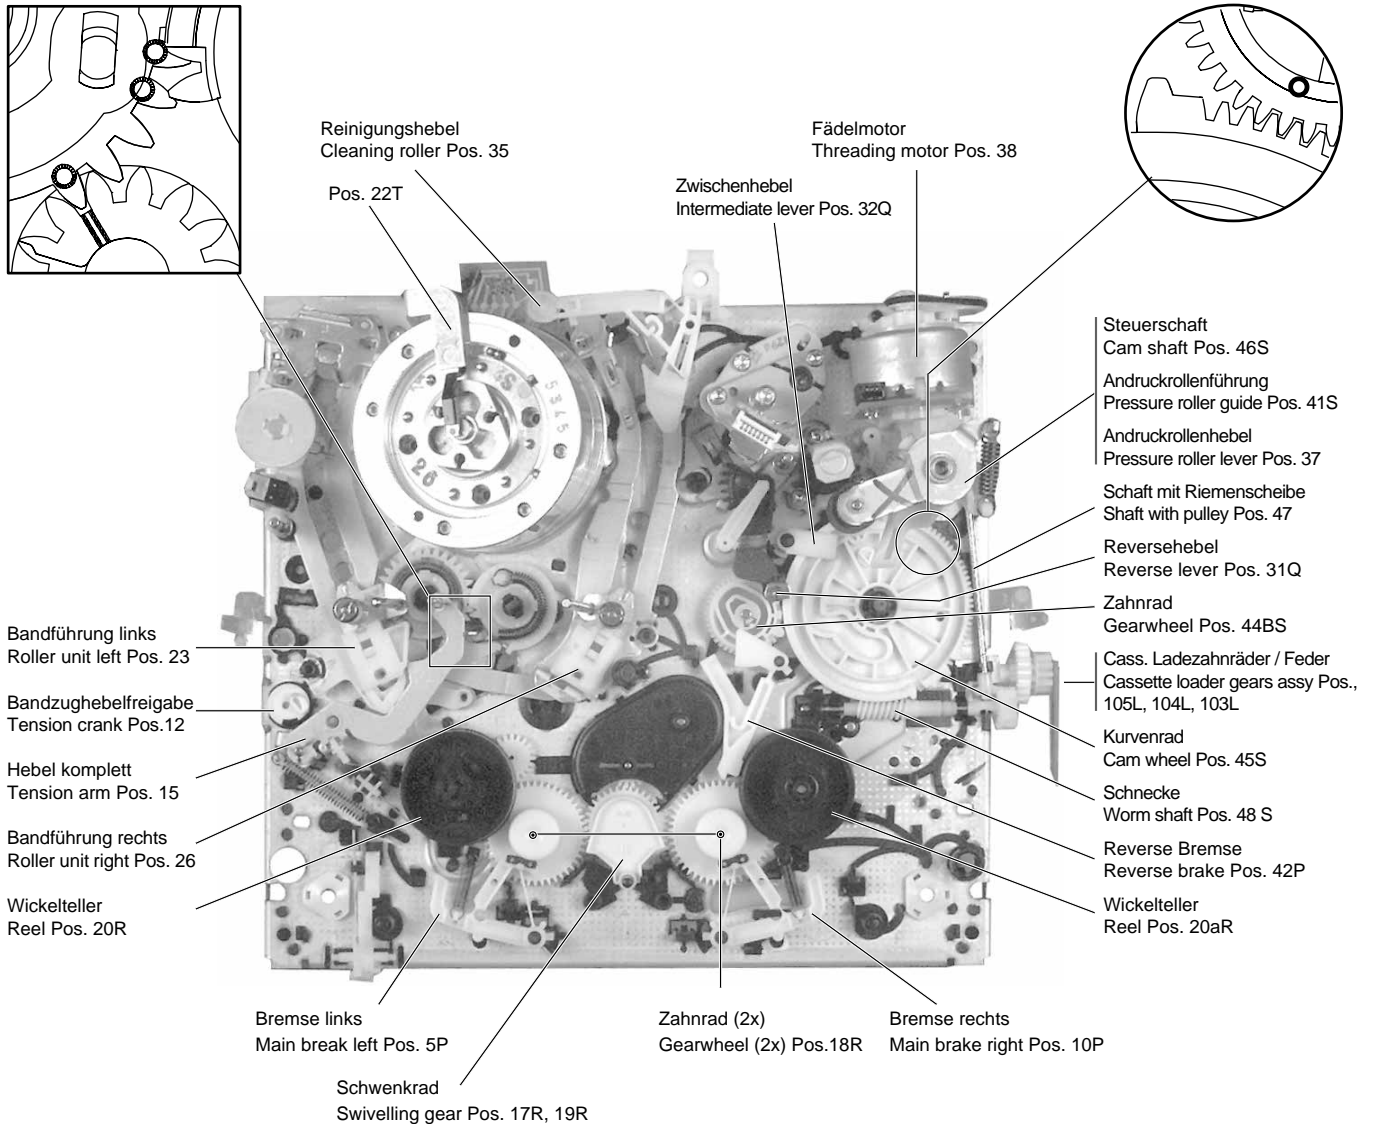 Reinigungshebel
Cleaning roller Pos. 35
Pos. 22T
Fädelmotor
Threading motor Pos. 38
Zwischenhebel
Intermediate lever Pos. 32Q
Steuerschaft
Cam shaft Pos. 46S
Andruckrollenführung
Pressure roller guide Pos. 41S
Andruckrollenhebel
Pressure roller lever Pos. 37
Schaft mit Riemenscheibe
Shaft with pulley Pos. 47
Reversehebel
Reverse lever Pos. 31Q
Zahnrad
Gearwheel Pos. 44BS
Cass. Ladezahnräder / Feder
Cassette loader gears assy Pos.,
105L, 104L, 103L
Kurvenrad
Cam wheel Pos. 45S
Schnecke
Worm shaft Pos. 48 S
Reverse Bremse
Reverse brake Pos. 42P
Wickelteller
Reel Pos. 20aR
Bandführung links
Roller unit left Pos. 23
Bandzughebelfreigabe
Tension crank Pos.12
Hebel komplett
Tension arm Pos. 15
Bandführung rechts
Roller unit right Pos. 26
Wickelteller
Reel Pos. 20R
Bremse links
Main break left Pos. 5P
Zahnrad (2x)
Gearwheel (2x) Pos.18R
Bremse rechts
Main brake right Pos. 10P
Schwenkrad
Swivelling gear Pos. 17R, 19R
5345